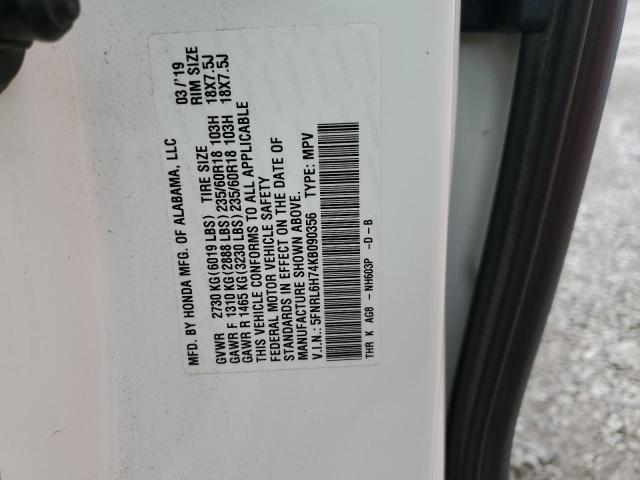 MFD. BY HONDA MFG. OF ALABAMA, LLC 03/'19
GVWR 2730 KG (6019 LBS) TIRE SIZE RIM SIZE
GAWR F 1310 KG (2888 LBS) 235/60R18 103H 18X7.5J
GAWR R 1465 KG (3230 LBS) 235/60R18 103H 18X7.5J
THIS VEHICLE CONFORMS TO ALL APPLICABLE
FEDERAL MOTOR VEHICLE SAFETY
STANDARDS IN EFFECT ON THE DATE OF
MANUFACTURE SHOWN ABOVE.
V.I.N.: 5FNRL6H74KB090356 TYPE: MPV
THR K AG8 - NH603P -D-B